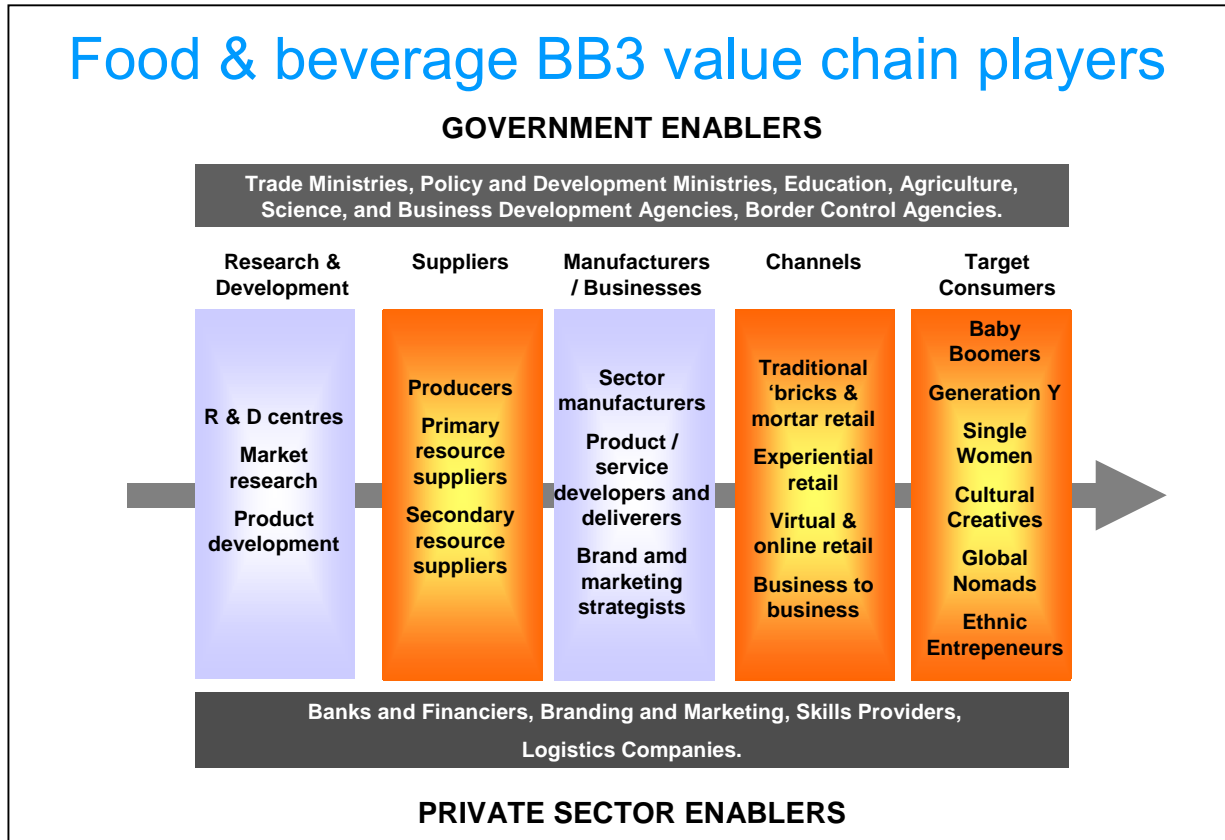 Food & beverage BB3 value chain players
GOVERNMENT ENABLERS
Trade Ministries, Policy and Development Ministries, Education, Agriculture,
Science, and Business Development Agencies, Border Control Agencies.
Research &
Development
R & D centres
Market
research
Product
development
Suppliers
Producers
Primary
resource
suppliers
Secondary
resource
suppliers
Manufacturers
/ Businesses
Sector
manufacturers
Product /
service
developers and
deliverers
Brand amd
marketing
strategists
Channels
Traditional
‘bricks &
mortar retail
Experiential
retail
Virtual &
online retail
Business to
business
Target
Consumers
Baby
Boomers
Generation Y
Single
Women
Cultural
Creatives
Global
Nomads
Ethnic
Entrepeneurs
Banks and Financiers, Branding and Marketing, Skills Providers,
Logistics Companies.
PRIVATE SECTOR ENABLERS